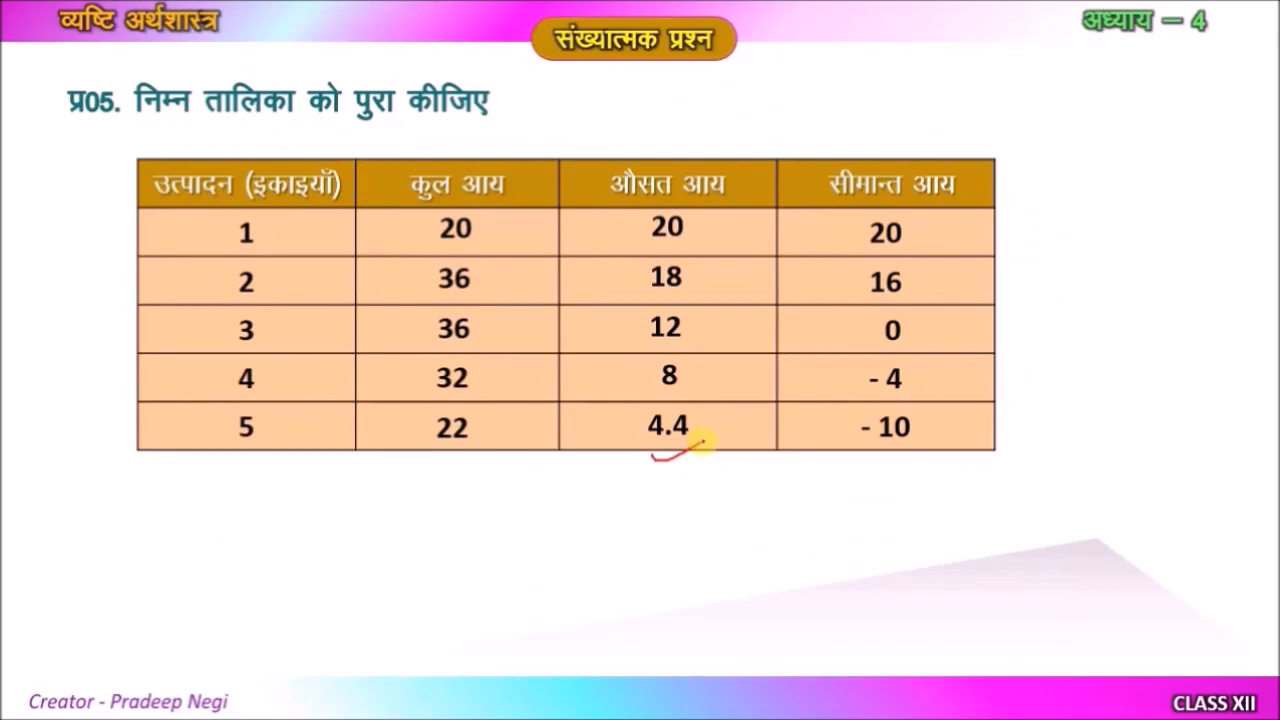 व्यष्टि अर्थशास्त्र
संख्यात्मक प्रश्न
अध्याय – 4
प्र05. निम्न तालिका को पुरा कीजिए
उत्पादन (इकाइयॉ) कुल आय औसत आय सीमान्त आय
1 20 20 20
2 36 18 16
3 36 12 0
4 32 8 - 4
5 22 4.4 - 10
Creator - Pradeep Negi
CLASS XII